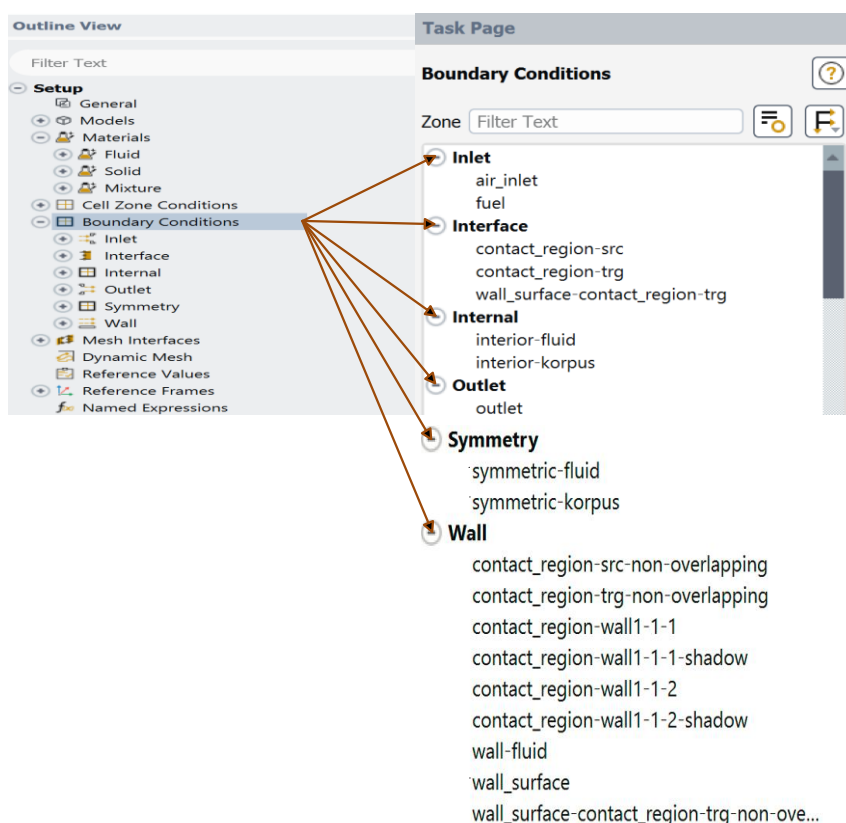 Outline View
Filter Text
Setup
General
Models
Materials
Fluid
Solid
Mixture
Cell Zone Conditions
Boundary Conditions
Inlet
Interface
Internal
Outlet
Symmetry
Wall
Mesh Interfaces
Dynamic Mesh
Reference Values
Reference Frames
Named Expressions
Task Page
Boundary Conditions
Zone Filter Text
Inlet
air_inlet
fuel
Interface
contact_region-src
contact_region-trg
wall_surface-contact_region-trg
Internal
interior-fluid
interior-korpus
Outlet
outlet
Symmetry
symmetric-fluid
symmetric-korpus
Wall
contact_region-src-non-overlapping
contact_region-trg-non-overlapping
contact_region-wall1-1-1
contact_region-wall1-1-1-shadow
contact_region-wall1-1-2
contact_region-wall1-1-2-shadow
wall-fluid
wall_surface
wall_surface-contact_region-trg-non-ove...